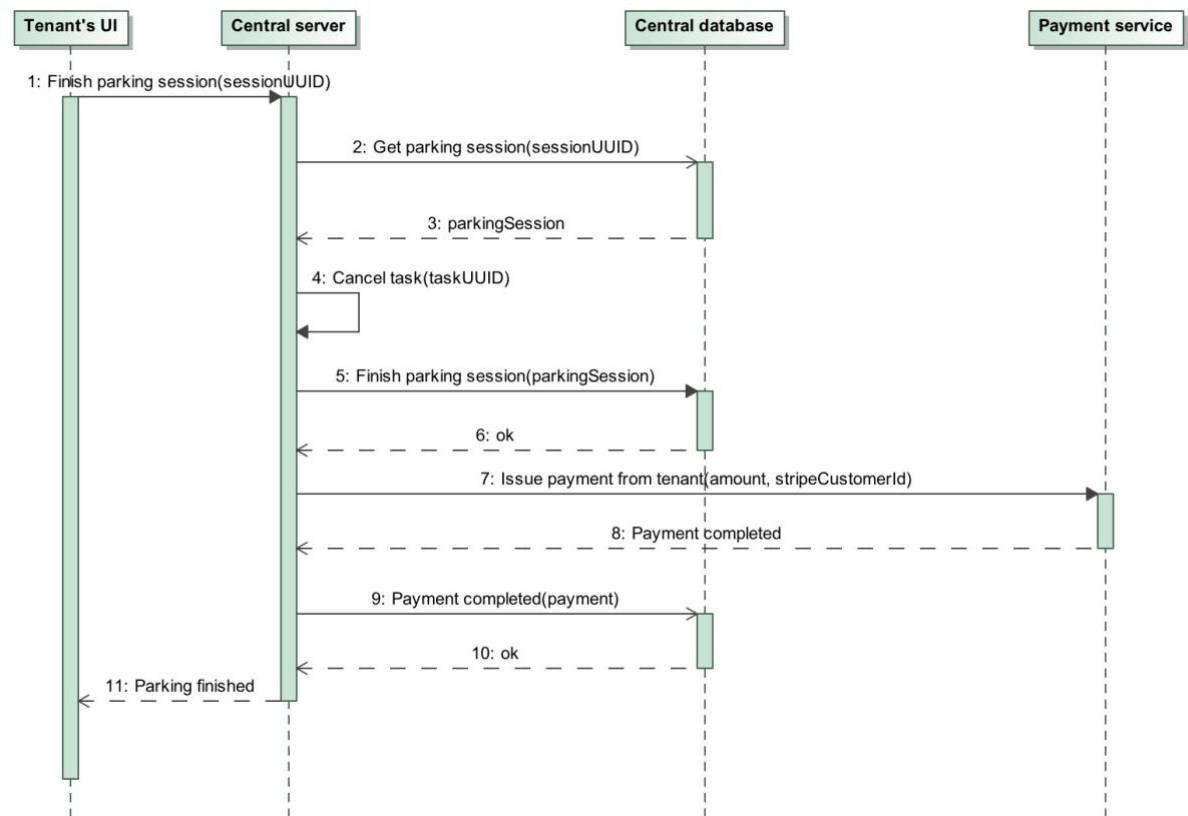 Tenant's UI
Central server
Central database
Payment service
1: Finish parking session(sessionUUID)
2: Get parking session(sessionUUID)
3: parkingSession
4: Cancel task(taskUUID)
5: Finish parking session(parkingSession)
6: ok
7: Issue payment from tenant(amount, stripeCustomerId)
8: Payment completed
9: Payment completed(payment)
10: ok
11: Parking finished